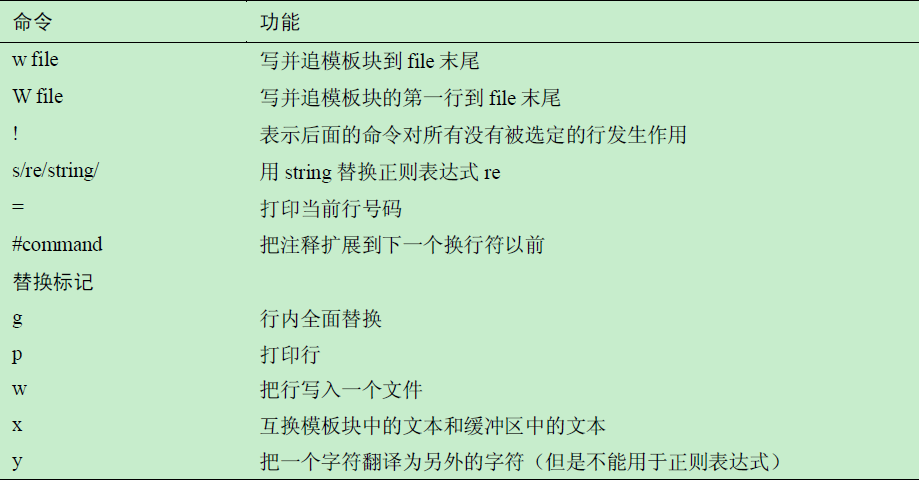 命令 功能
w file 写并追模板块到 file 末尾
W file 写并追模板块的第一行到 file 末尾
! 表示后面的命令对所有没有被选定的行发生作用
s/re/string/ 用 string 替换正则表达式 re
= 打印当前行号码
#command 把注释扩展到下一个换行符以前
替换标记
g 行内全面替换
p 打印行
w 把行写入一个文件
x 互换模板块中的文本和缓冲区中的文本
y 把一个字符翻译为另外的字符（但是不能用于正则表达式）